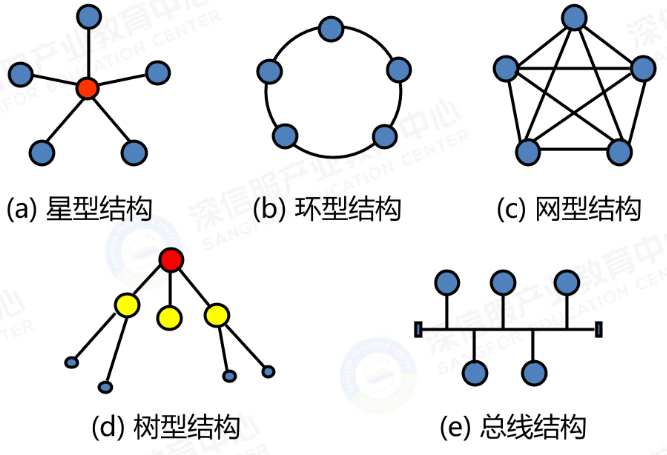 (a) 星型结构
(b) 环型结构
(c) 网型结构
(d) 树型结构
(e) 总线结构
深信服产业教育中心
SANGFOR EDUCATION CENTER